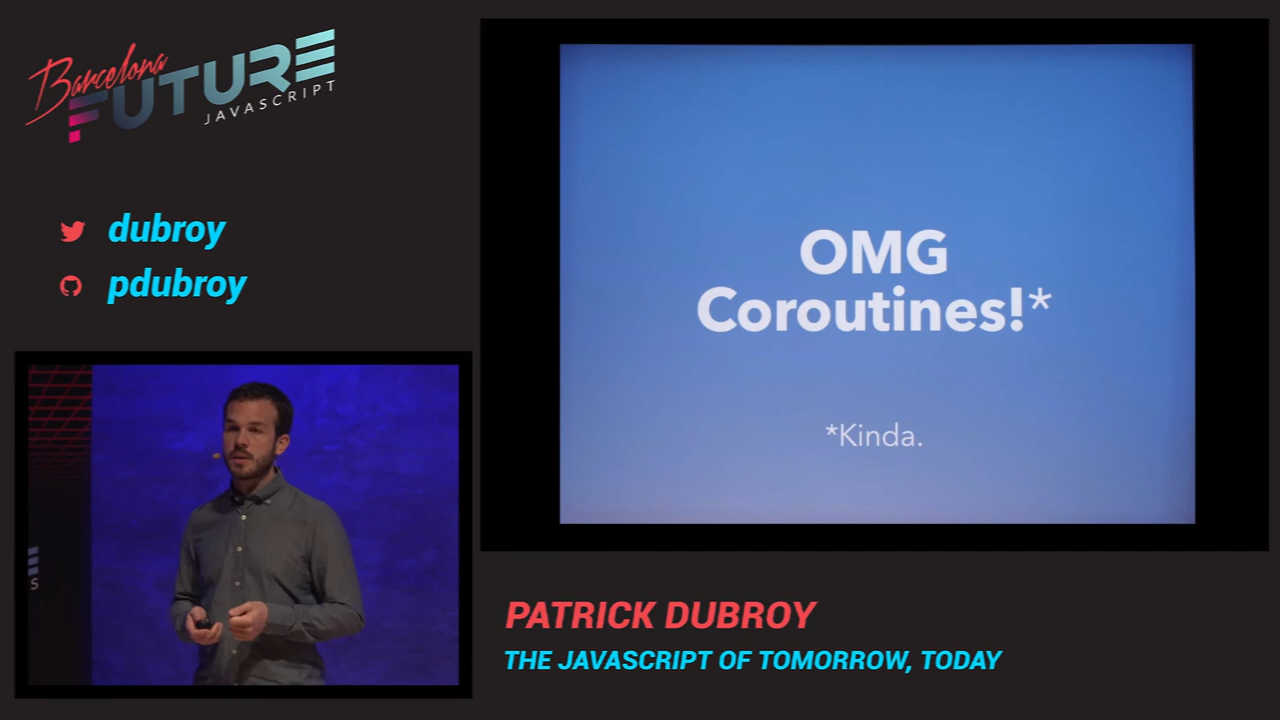 Barcelona
FUTURE
JAVASCRIPT
dubroy
pdubroy
OMG
Coroutines!*
*Kinda.
S
PATRICK DUBROY
THE JAVASCRIPT OF TOMORROW, TODAY